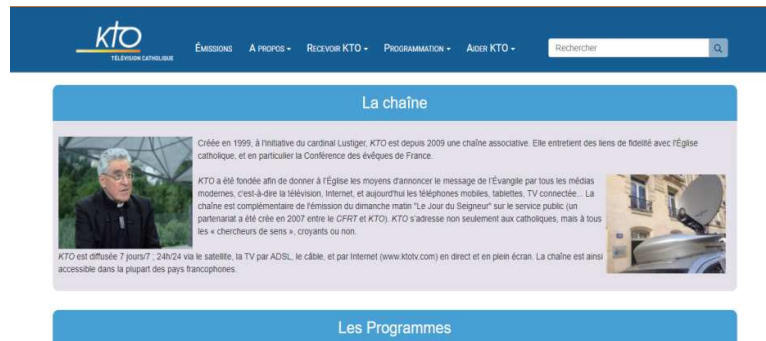 KTO
TÉLÉVISION CATHOLIQUE
ÉMISSIONS A PROPOS RECEVOIR KTO PROGRAMMATION AIDER KTO Rechercher
La chaîne
Créée en 1999, à l'initiative du cardinal Lustiger, KTO est depuis 2009 une chaîne associative. Elle entretient des liens de fidelité avec l'Église
catholique, et en particulier la Conférence des évêques de France.
KTO a été fondée afin de donner à l'Église les moyens d'annoncer le message de l'Évangile par tous les médias
modernes, c'est-à-dire la télévision, Internet, et aujourd'hui les téléphones mobiles, tablettes, TV connectée... La
chaîne est complémentaire de l'émission du dimanche matin "Le Jour du Seigneur" sur le service public (un
partenariat a été crée en 2007 entre le CFRT et KTO). KTO s'adresse non seulement aux catholiques, mais à tous
les « chercheurs de sens », croyants ou non.
KTO est diffusée 7 jours/7 ; 24h/24 via le satellite, la TV par ADSL, le câble, et par Internet (www.ktotv.com) en direct et en plein écran. La chaîne est ainsi
accessible dans la plupart des pays francophones.
Les Programmes